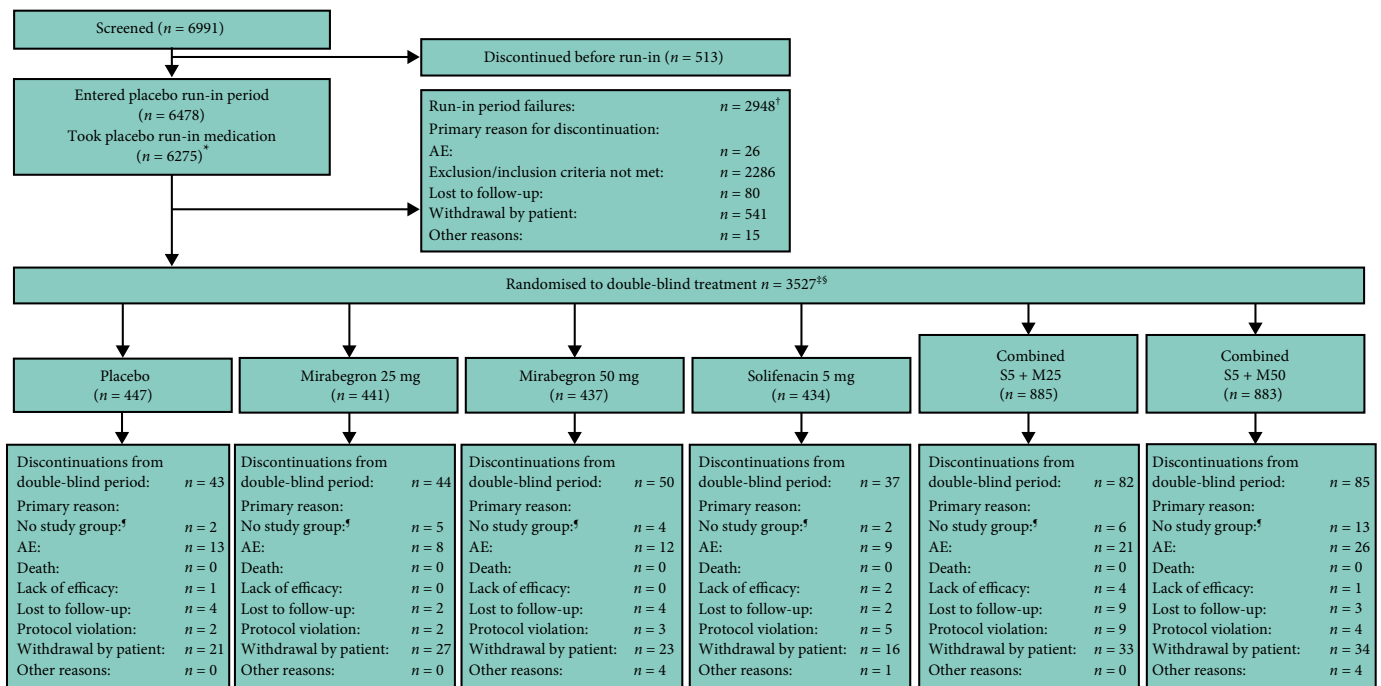 Screened (n = 6991)
Discontinued before run-in (n = 513)
Entered placebo run-in period
(n = 6478)
Took placebo run-in medication
(n = 6275)*
Run-in period failures: n = 2948†
Primary reason for discontinuation:
AE: n = 26
Exclusion/inclusion criteria not met: n = 2286
Lost to follow-up: n = 80
Withdrawal by patient: n = 541
Other reasons: n = 15
Randomised to double-blind treatment n = 3527‡§
Placebo
(n = 447)
Mirabegron 25 mg
(n = 441)
Mirabegron 50 mg
(n = 437)
Solifenacin 5 mg
(n = 434)
Combined
S5 + M25
(n = 885)
Combined
S5 + M50
(n = 883)
Discontinuations from
double-blind period: n = 43
Primary reason:
No study group:¶ n = 2
AE: n = 13
Death: n = 0
Lack of efficacy: n = 1
Lost to follow-up: n = 4
Protocol violation: n = 2
Withdrawal by patient: n = 21
Other reasons: n = 0
Discontinuations from
double-blind period: n = 44
Primary reason:
No study group:¶ n = 5
AE: n = 8
Death: n = 0
Lack of efficacy: n = 0
Lost to follow-up: n = 2
Protocol violation: n = 2
Withdrawal by patient: n = 27
Other reasons: n = 0
Discontinuations from
double-blind period: n = 50
Primary reason:
No study group:¶ n = 4
AE: n = 12
Death: n = 0
Lack of efficacy: n = 0
Lost to follow-up: n = 4
Protocol violation: n = 3
Withdrawal by patient: n = 23
Other reasons: n = 4
Discontinuations from
double-blind period: n = 37
Primary reason:
No study group:¶ n = 2
AE: n = 9
Death: n = 0
Lack of efficacy: n = 2
Lost to follow-up: n = 2
Protocol violation: n = 5
Withdrawal by patient: n = 16
Other reasons: n = 1
Discontinuations from
double-blind period: n = 82
Primary reason:
No study group:¶ n = 6
AE: n = 21
Death: n = 0
Lack of efficacy: n = 4
Lost to follow-up: n = 9
Protocol violation: n = 9
Withdrawal by patient: n = 33
Other reasons: n = 0
Discontinuations from
double-blind period: n = 85
Primary reason:
No study group:¶ n = 13
AE: n = 26
Death: n = 0
Lack of efficacy: n = 1
Lost to follow-up: n = 3
Protocol violation: n = 4
Withdrawal by patient: n = 34
Other reasons: n = 4